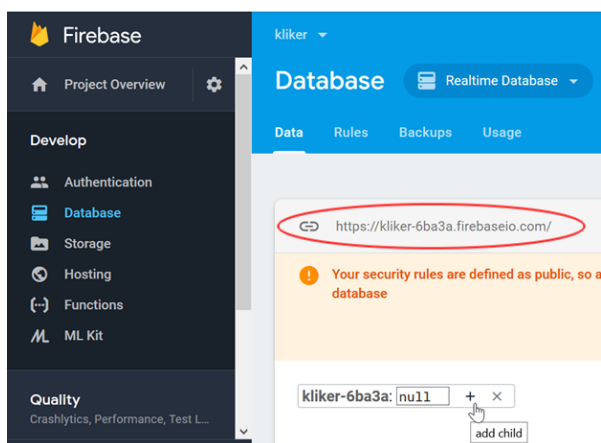 Firebase
Project Overview
Develop
Authentication
Database
Storage
Hosting
Functions
ML Kit
Quality
Crashlytics, Performance, Test L...
kliker
Database
Realtime Database
Data Rules Backups Usage
https://kliker-6ba3a.firebaseio.com/
Your security rules are defined as public, so a
database
kliker-6ba3a: null + ×
add child